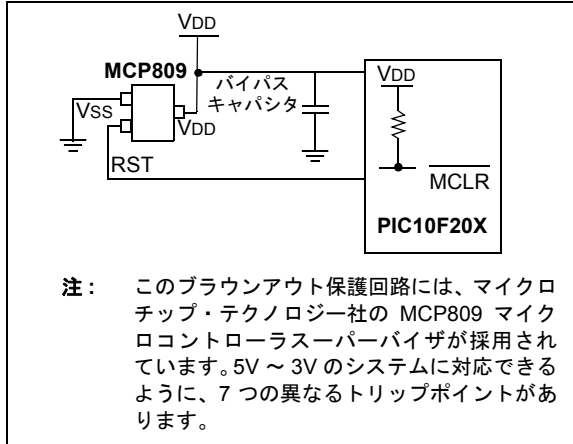 VDD
MCP809
バイパス
キャパシタ
VDD
VSS
VDD
RST
MCLR
PIC10F20X
注： このブラウンアウト保護回路には、マイクロ
チップ・テクノロジー社の MCP809 マイク
ロコントローラスーパーバイザが採用され
ています。5V ～ 3V のシステムに対応できる
ように、7 つの異なるトリップポイントがあ
ります。